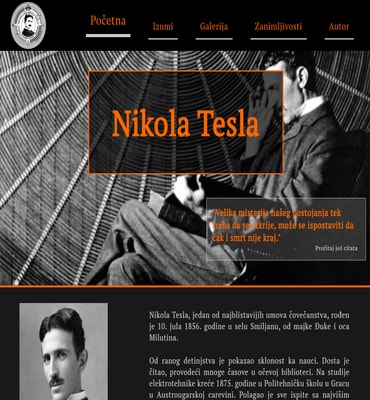 Početna
Izumi
Galerija
Zanimljivosti
Autor
Nikola Tesla
"Velika misterija našeg postojanja tek
treba da se otkrije, može se ispostaviti da
čak i smrt nije kraj."
Pročitaj još citata
Nikola Tesla, jedan od najblistavijih umova čovečanstva, rođen
je 10. jula 1856. godine u selu Smiljanu, od majke Đuke i oca
Milutina.
Od ranog detinjstva je pokazao sklonost ka nauci. Dosta je
čitao, provodeći mnoge časove u očevoj biblioteci. Na studije
elektrotehnike kreće 1875. godine u Politehničku školu u Gracu
u Austrougarskoj carevini. Polagao je sve ispite sa najvišim